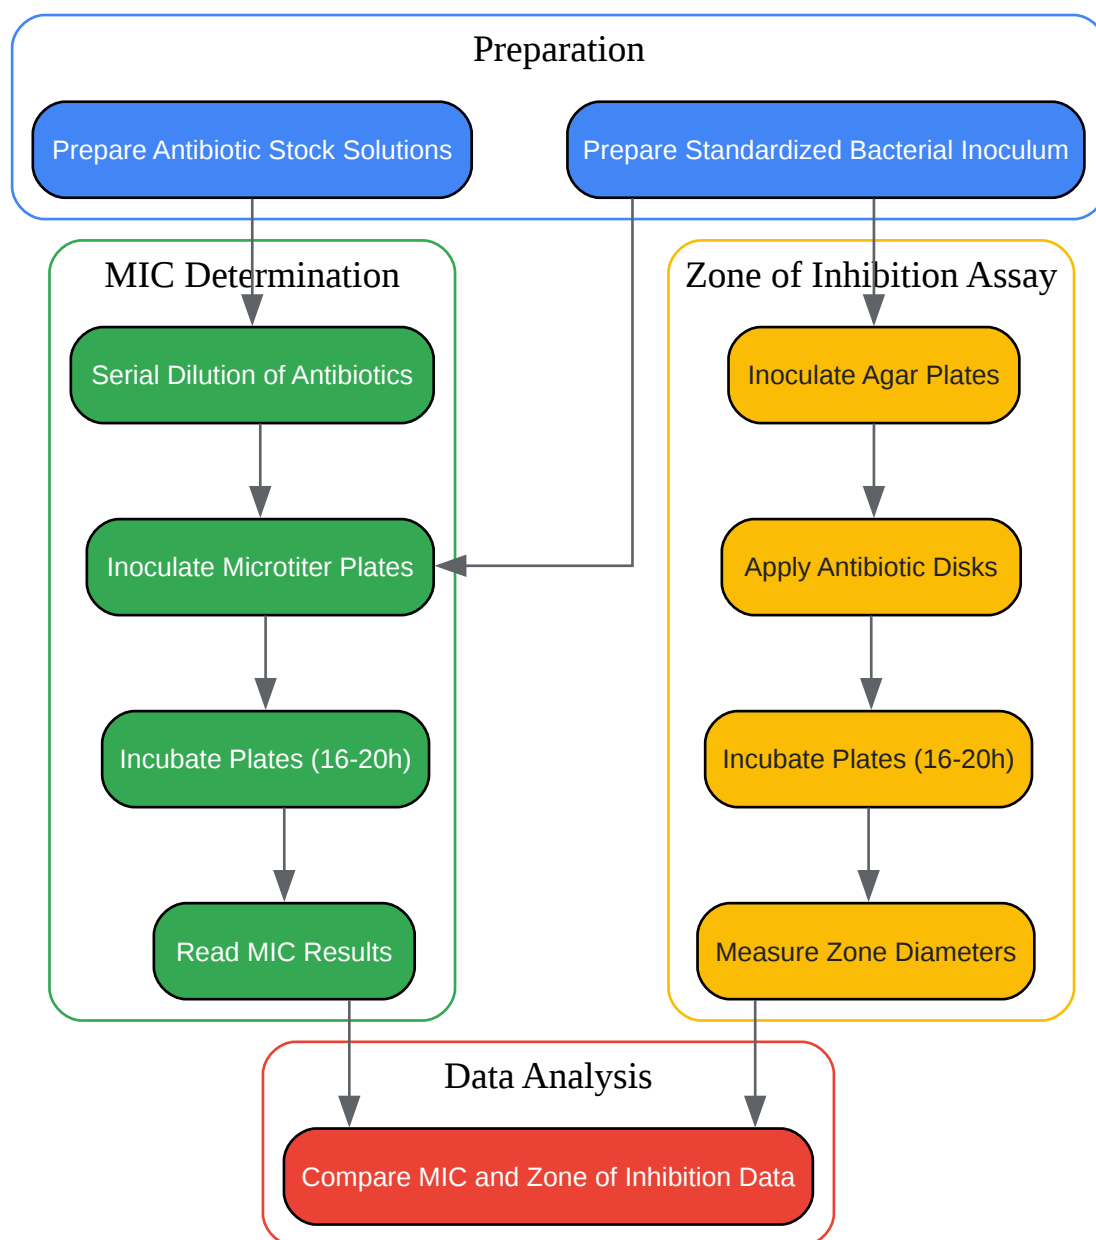 Preparation
Prepare Antibiotic Stock Solutions
Prepare Standardized Bacterial Inoculum
MIC Determination
Serial Dilution of Antibiotics
Inoculate Microtiter Plates
Incubate Plates (16-20h)
Read MIC Results
Zone of Inhibition Assay
Inoculate Agar Plates
Apply Antibiotic Disks
Incubate Plates (16-20h)
Measure Zone Diameters
Data Analysis
Compare MIC and Zone of Inhibition Data